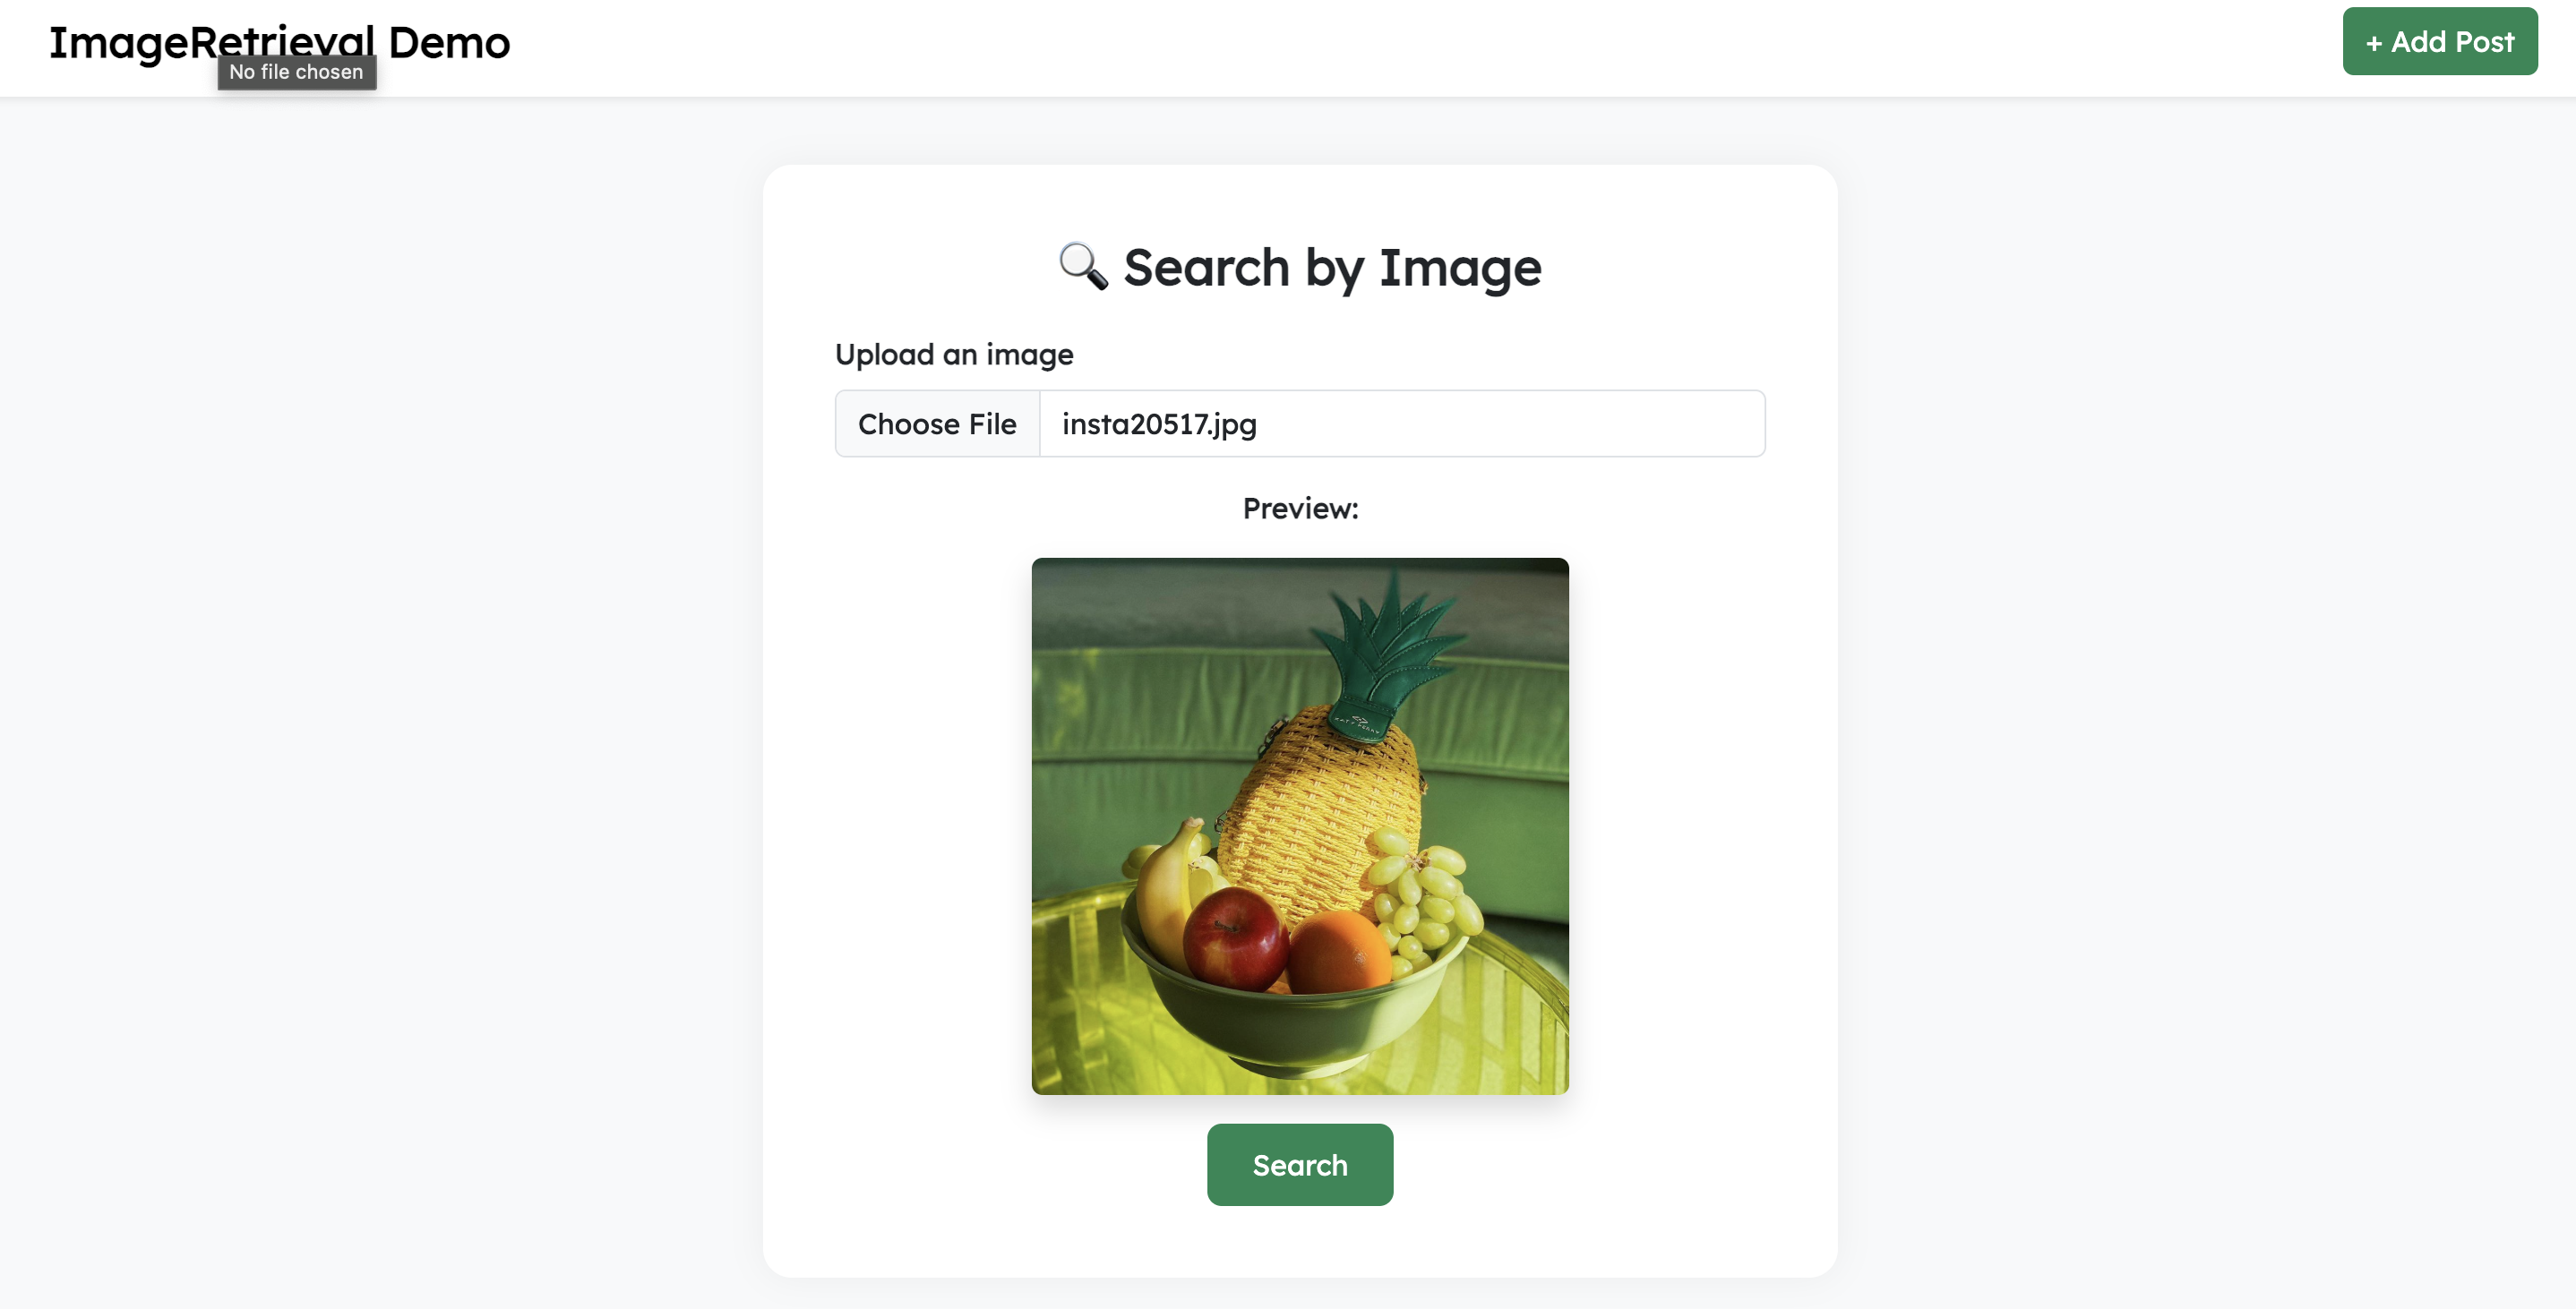 ImageRetrieval Demo
No file chosen
+ Add Post
🔍 Search by Image
Upload an image
Choose File
insta20517.jpg
Preview:
Search